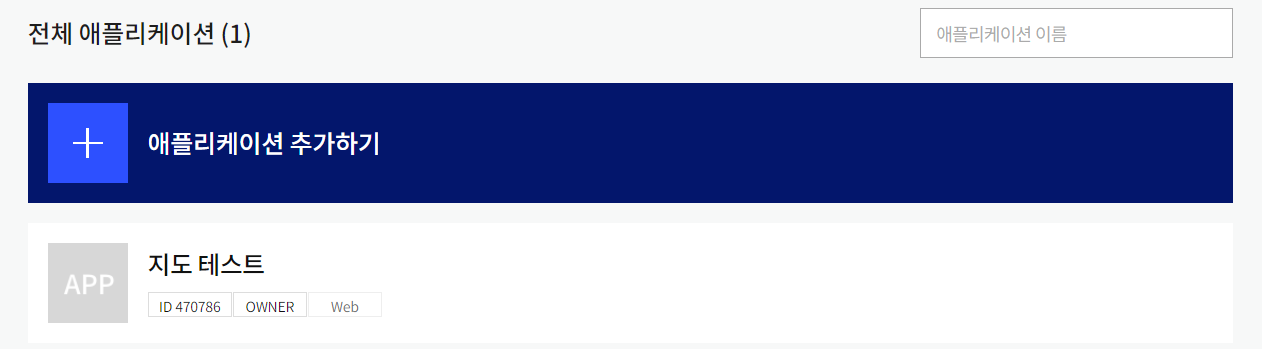 전체 애플리케이션 (1)
애플리케이션 이름
애플리케이션 추가하기
APP
지도 테스트
ID 470786 OWNER Web